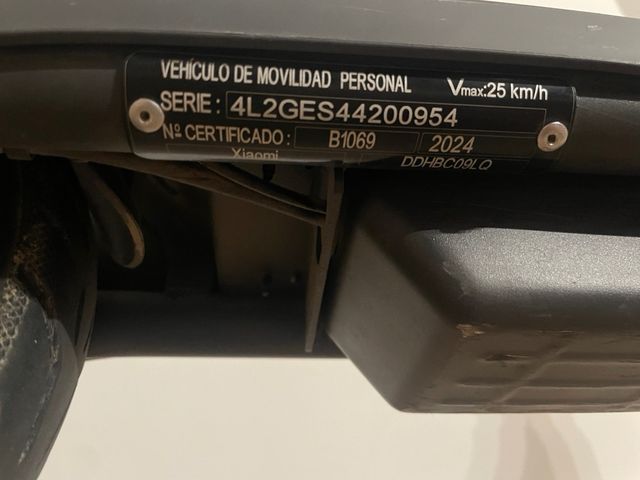 VEHÍCULO DE MOVILIDAD PERSONAL Vmax:25 km/h
SERIE: 4L2GES44200954
Nº CERTIFICADO: B1069 2024
Xiaomi DDHBC09LQ